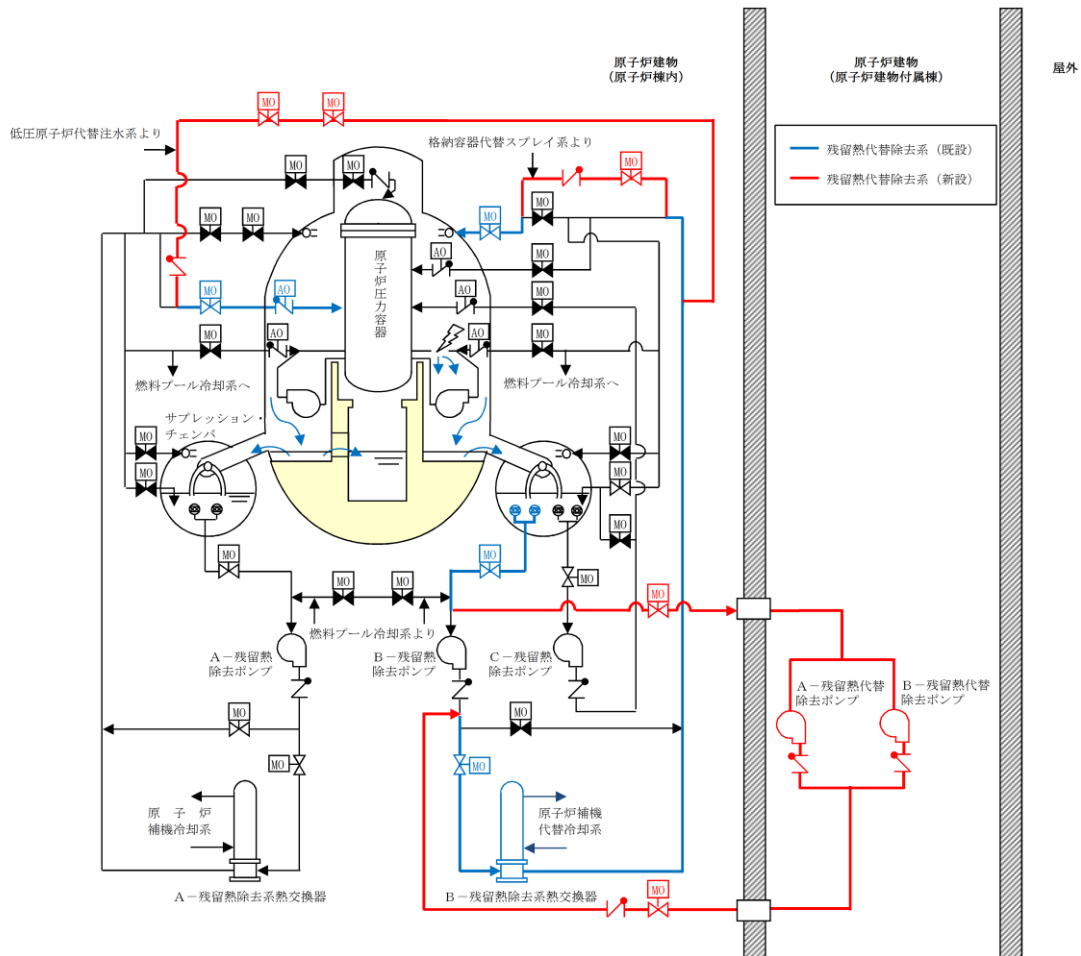 原子炉建物
(原子炉棟内)
原子炉建物
(原子炉建物付属棟)
屋外
MO
MO
低圧原子炉代替注水系より
格納容器代替スプレイ系より
残留熱代替除去系（既設）
残留熱代替除去系（新設）
MO
MO
MO
MO
MO
MO
MO
MO
原子炉圧力容器
AO
MO
MO
AO
AO
MO
MO
AO
AO
MO
燃料プール冷却系へ
燃料プール冷却系へ
サプレッション・
チェンバ
MO
MO
MO
MO
MO
MO
MO
MO
MO
MO
MO
燃料プール冷却系より
A－残留熱
除去ポンプ
B－残留熱
除去ポンプ
C－残留熱
除去ポンプ
A－残留熱代替
除去ポンプ
B－残留熱代替
除去ポンプ
MO
MO
MO
MO
原子炉
補機冷却系
原子炉補機
代替冷却系
A－残留熱除去系熱交換器
B－残留熱除去系熱交換器
MO